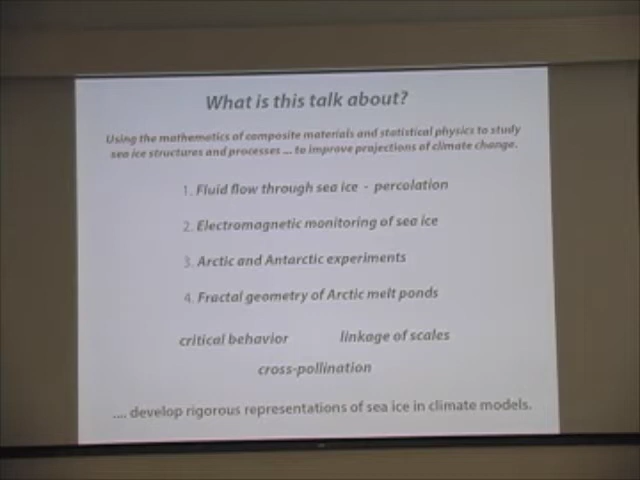 What is this talk about?
Using the mathematics of composite materials and statistical physics to study
sea ice structures and processes ... to improve projections of climate change.
1. Fluid flow through sea ice - percolation
2. Electromagnetic monitoring of sea ice
3. Arctic and Antarctic experiments
4. Fractal geometry of Arctic melt ponds
critical behavior linkage of scales
cross-pollination
.... develop rigorous representations of sea ice in climate models.